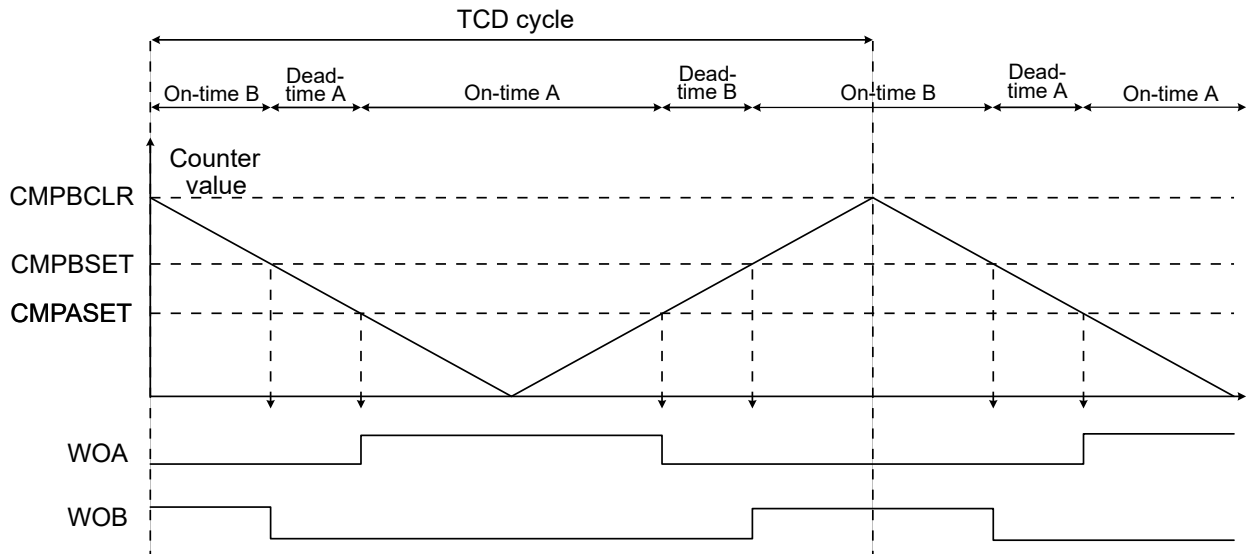 TCD cycle
On-time B
Dead-
time A
On-time A
Dead-
time B
On-time B
Dead-
time A
On-time A
Counter
value
CMPBCLR
CMPBSET
CMPASET
WOA
WOB